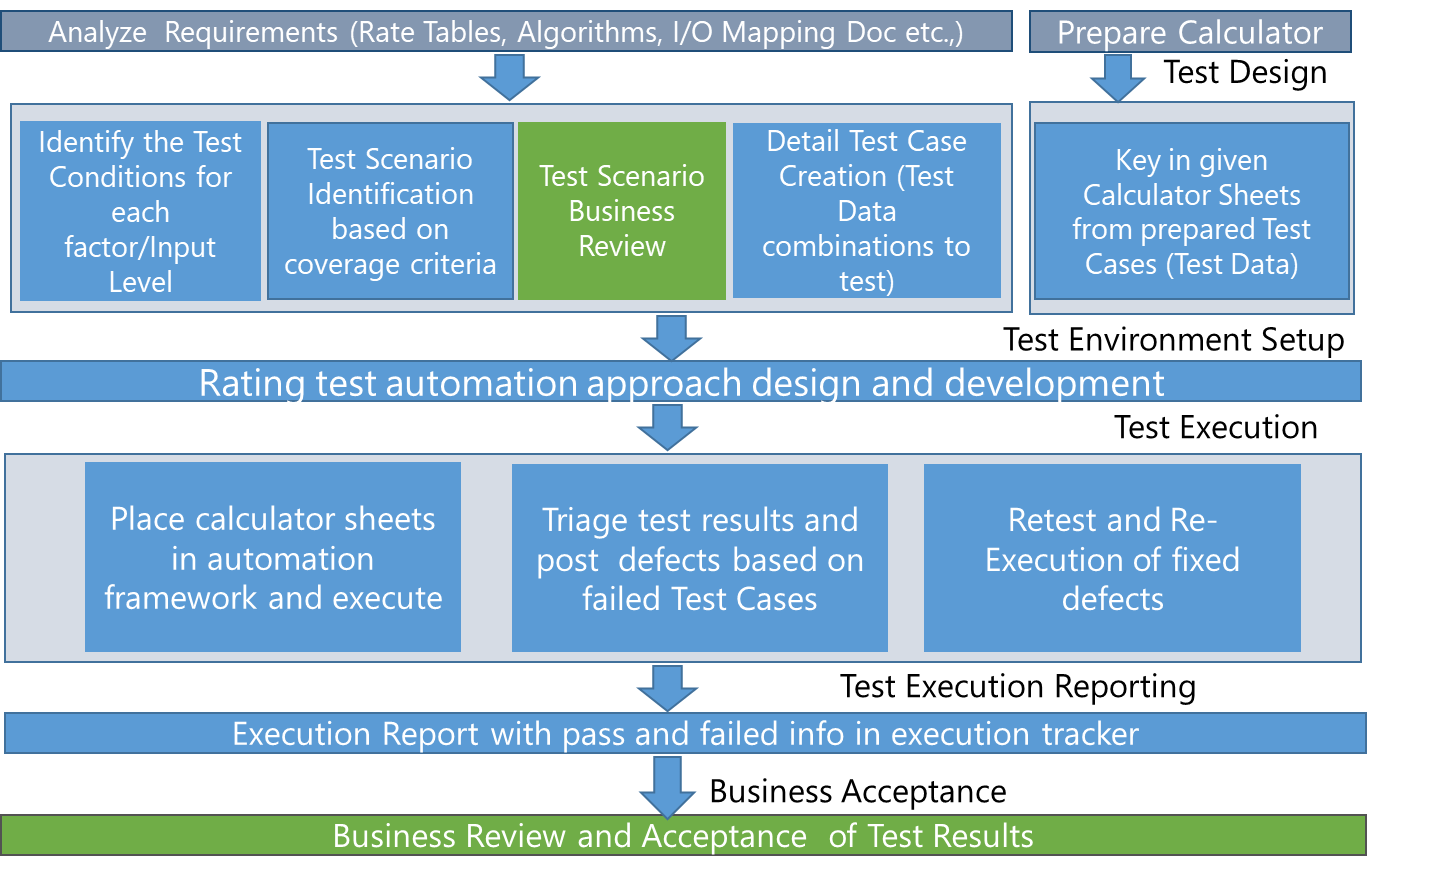 Analyze  Requirements (Rate Tables, Algorithms, I/O Mapping Doc etc.,)
Prepare Calculator
Test Design
Identify the Test
Conditions for
each
factor/Input
Level
Test Scenario
Identification
based on
coverage criteria
Test Scenario
Business
Review
Detail Test Case
Creation (Test
Data
combinations to
test)
Key in given
Calculator Sheets
from prepared Test
Cases (Test Data)
Test Environment Setup
Rating test automation approach design and development
Test Execution
Place calculator sheets
in automation
framework and execute
Triage test results and
post  defects based on
failed Test Cases
Retest and Re-
Execution of fixed
defects
Test Execution Reporting
Execution Report with pass and failed info in execution tracker
Business Acceptance
Business Review and Acceptance  of Test Results